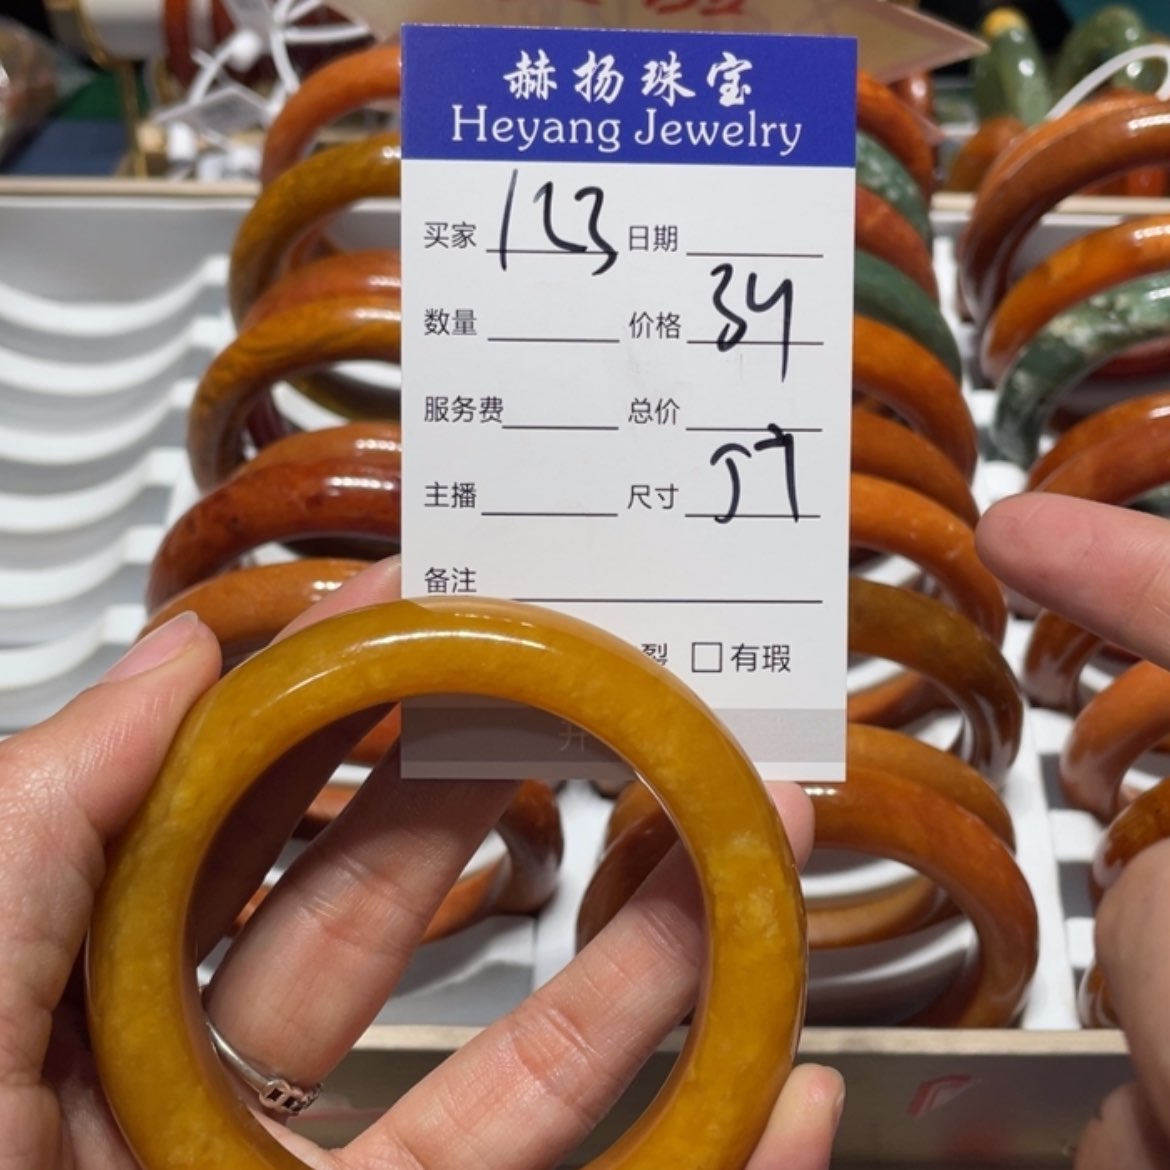 赫扬珠宝
Heyang Jewelry
买家 123 日期
数量 价格 34
服务费 总价
主播 尺寸 57
备注
裂 □有瑕